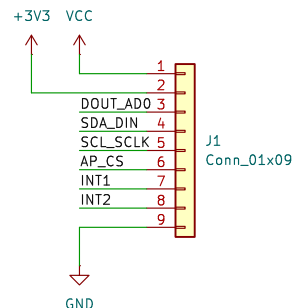 +3V3 VCC
1
2
DOUT_AD0 3
SDA_DIN 4
SCL_SCLK 5
AP_CS 6
INT1 7
INT2 8
9
J1
Conn_01x09
GND